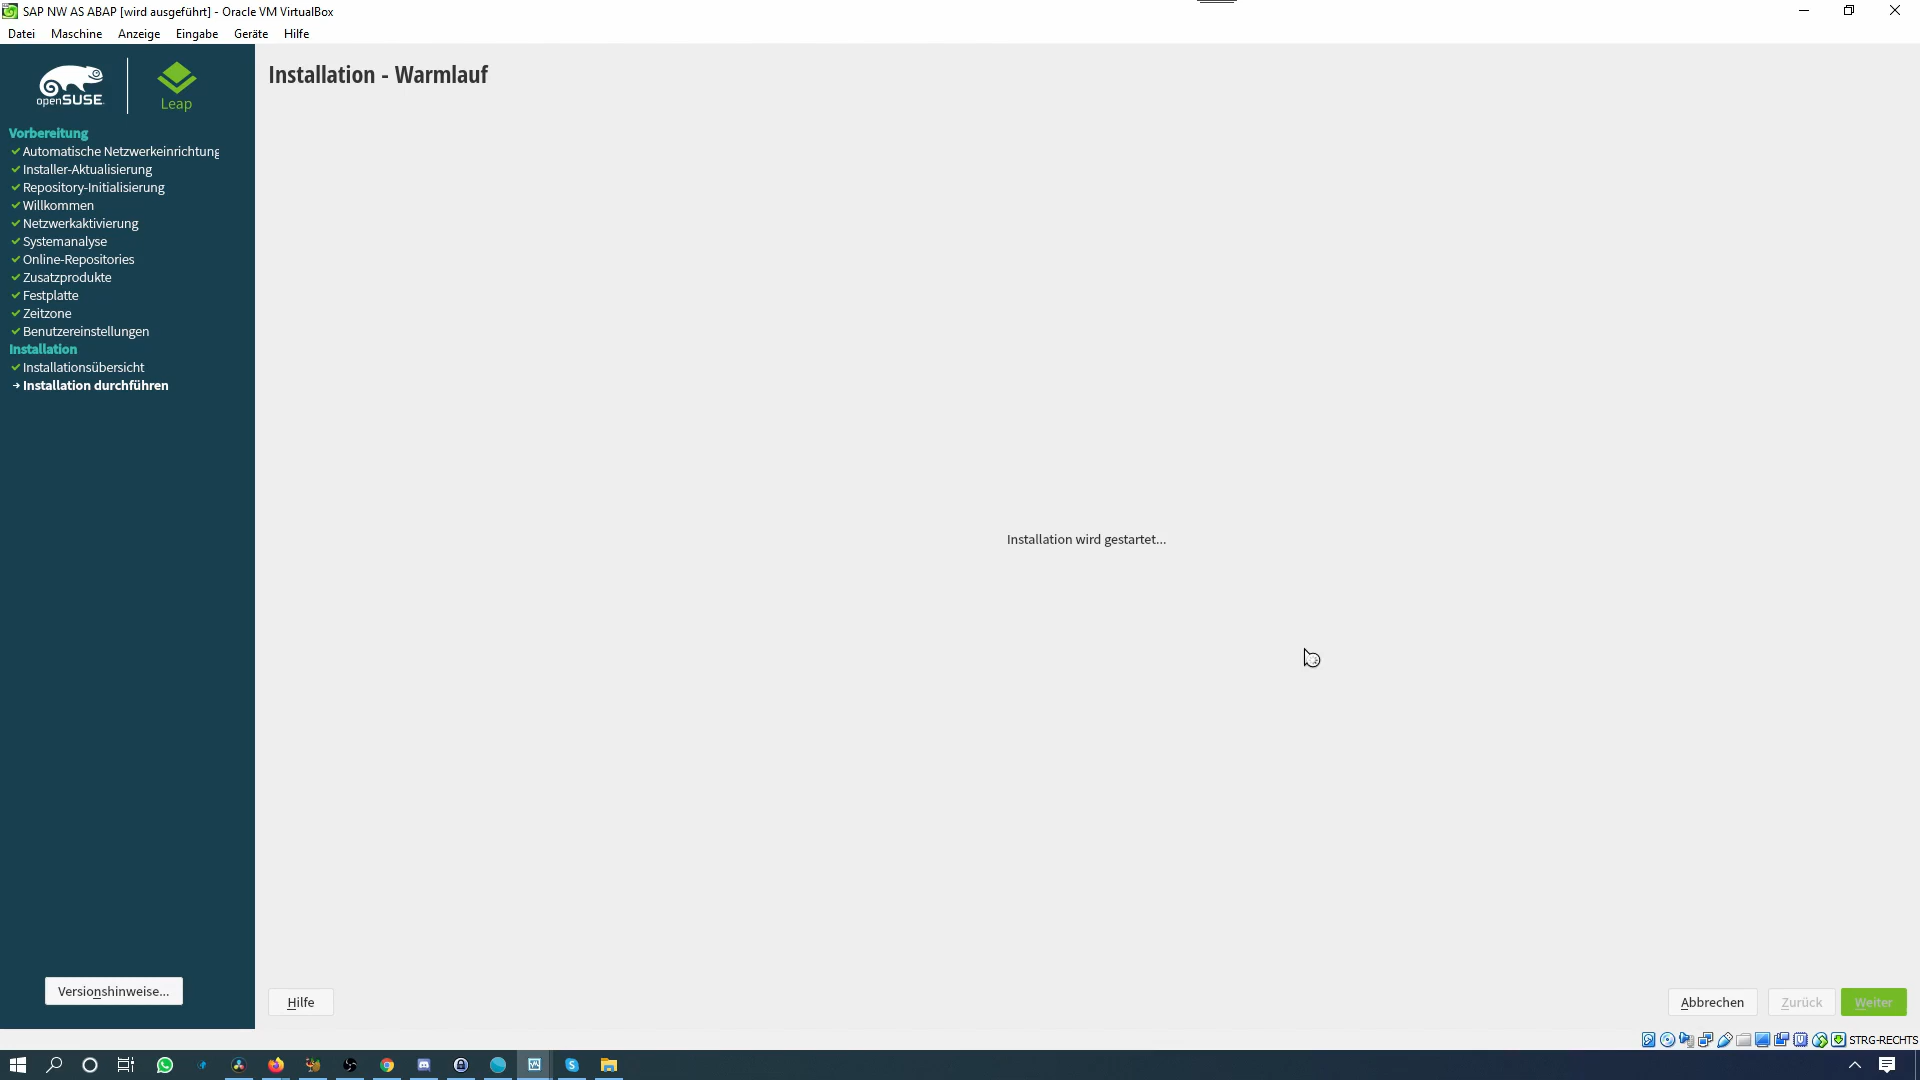 SAP NW AS ABAP [wird ausgeführt] - Oracle VM VirtualBox
Datei Maschine Anzeige Eingabe Geräte Hilfe
openSUSE
Leap
Installation - Warmlauf
Vorbereitung
Automatische Netzwerkeinrichtung
Installer-Aktualisierung
Repository-Initialisierung
Willkommen
Netzwerkaktivierung
Systemanalyse
Online-Repositories
Zusatzprodukte
Festplatte
Zeitzone
Benutzereinstellungen
Installation
Installationsübersicht
Installation durchführen
Installation wird gestartet...
Versionshinweise...
Hilfe
Abbrechen
Zurück
Weiter
STRG-RECHTS